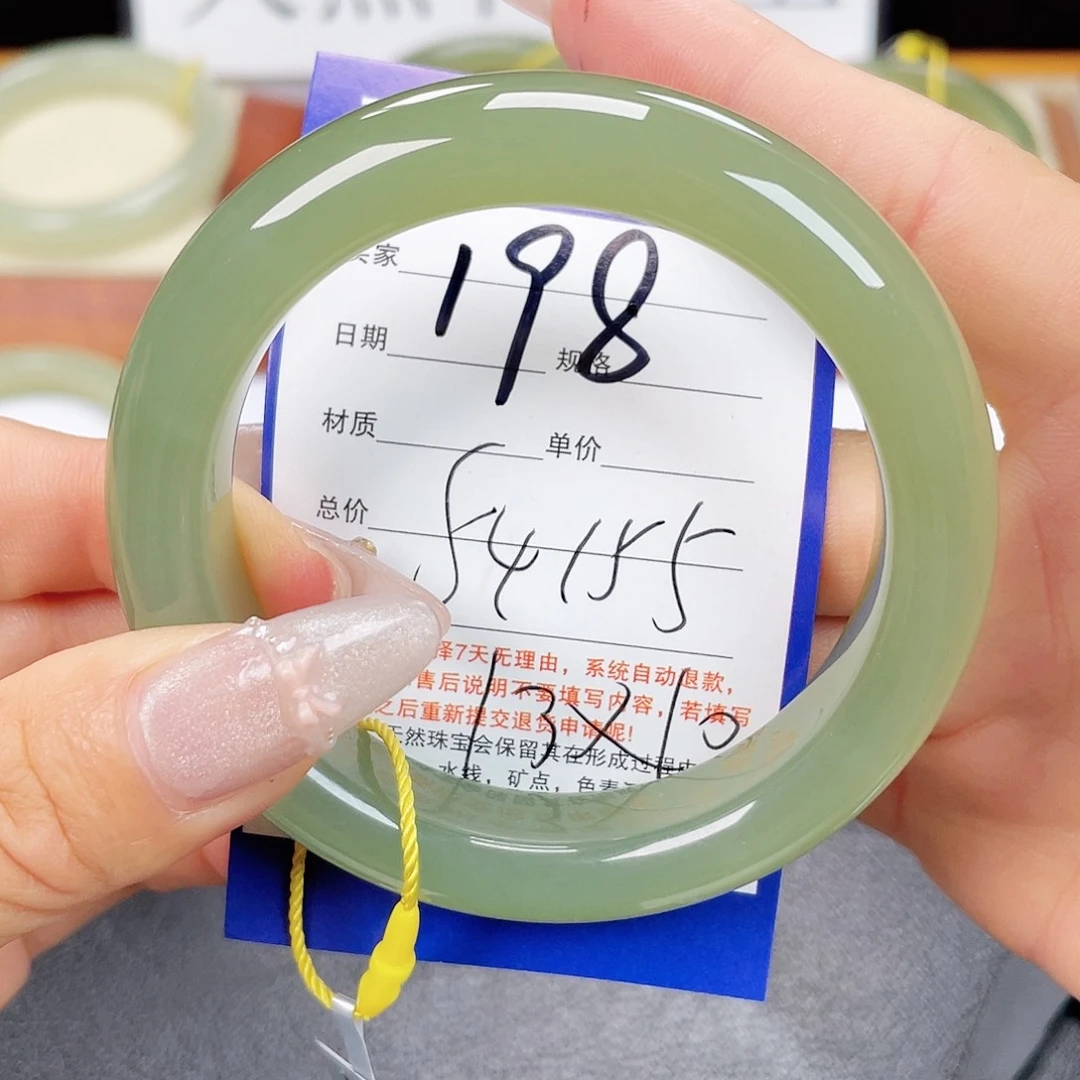 198
家
日期 规格
材质 单价
总价
54155
择7天无理由，系统自动退款，
售后说明不要填写内容，若填写
之后重新提交退货申请呢！
13X10
天然珠宝会保留其在形成过程中
水线，矿点，色素